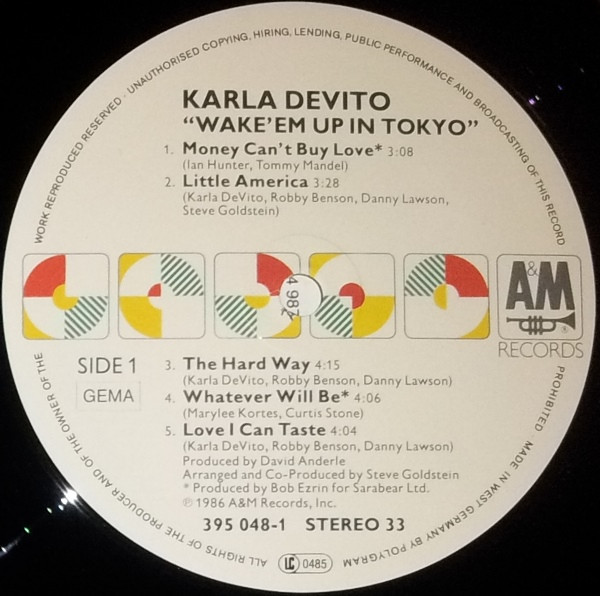 WORK REPRODUCED RESERVED · UNAUTHORISED COPYING, HIRING, LENDING, PUBLIC PERFORMANCE AND BROADCASTING OF THIS RECORD
KARLA DEVITO
“WAKE’EM UP IN TOKYO”
1. Money Can’t Buy Love* 3:08
(Ian Hunter, Tommy Mandel)
2. Little America 3:28
(Karla DeVito, Robby Benson, Danny Lawson,
Steve Goldstein)
A&M
®
RECORDS
SIDE 1
GEMA
3. The Hard Way 4:15
(Karla DeVito, Robby Benson, Danny Lawson)
4. Whatever Will Be* 4:06
(Marylee Kortes, Curtis Stone)
5. Love I Can Taste 4:04
(Karla DeVito, Robby Benson, Danny Lawson)
Produced by David Anderle
Arranged and Co-Produced by Steve Goldstein
* Produced by Bob Ezrin for Sarabear Ltd.
℗ 1986 A&M Records, Inc.
395 048-1 STEREO 33
LC 0485
PROHIBITED · MADE IN WEST GERMANY BY POLYGRAM
ALL RIGHTS OF THE PRODUCER AND OF THE OWNER OF THE